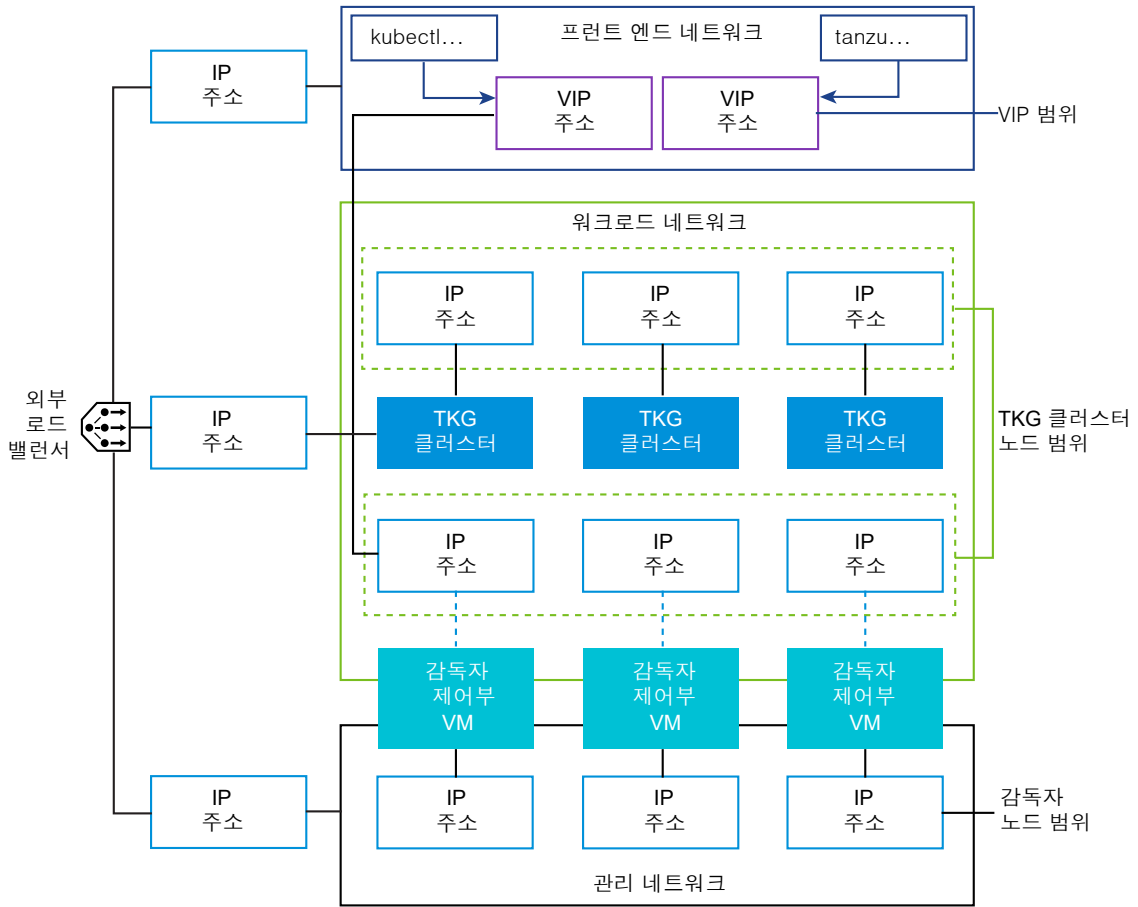 프런트 엔드 네트워크
kubectl...
tanzu...
IP
주소
VIP
주소
VIP
주소
VIP 범위
워크로드 네트워크
IP
주소
IP
주소
IP
주소
외부
로드
밸런서
IP
주소
TKG
클러스터
TKG
클러스터
TKG
클러스터
TKG 클러스터
노드 범위
IP
주소
IP
주소
IP
주소
감독자
제어부
VM
감독자
제어부
VM
감독자
제어부
VM
IP
주소
IP
주소
IP
주소
IP
주소
감독자
노드 범위
관리 네트워크